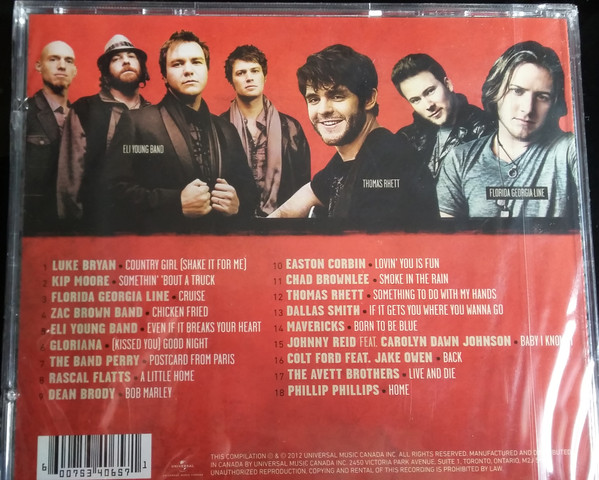 ELI YOUNG BAND
THOMAS RHETT
FLORIDA GEORGIA LINE
1 LUKE BRYAN • COUNTRY GIRL (SHAKE IT FOR ME)
2 KIP MOORE • SOMETHIN' 'BOUT A TRUCK
3 FLORIDA GEORGIA LINE • CRUISE
4 ZAC BROWN BAND • CHICKEN FRIED
5 ELI YOUNG BAND • EVEN IF IT BREAKS YOUR HEART
6 GLORIANA • (KISSED YOU) GOOD NIGHT
7 THE BAND PERRY • POSTCARD FROM PARIS
8 RASCAL FLATTS • A LITTLE HOME
9 DEAN BRODY • BOB MARLEY
10 EASTON CORBIN • LOVIN' YOU IS FUN
11 CHAD BROWNLEE • SMOKE IN THE RAIN
12 THOMAS RHETT • SOMETHING TO DO WITH MY HANDS
13 DALLAS SMITH • IF IT GETS YOU WHERE YOU WANNA GO
14 MAVERICKS • BORN TO BE BLUE
15 JOHNNY REID FEAT. CAROLYN DAWN JOHNSON • BABY I KNOW
16 COLT FORD FEAT. JAKE OWEN • BACK
17 THE AVETT BROTHERS • LIVE AND DIE
18 PHILLIP PHILLIPS • HOME
6 00753 40657 1
UNIVERSAL
THIS COMPILATION ℗ & © 2012 UNIVERSAL MUSIC CANADA INC. ALL RIGHTS RESERVED. MANUFACTURED AND DISTRIBUTED
IN CANADA BY UNIVERSAL MUSIC CANADA INC. 2450 VICTORIA PARK AVENUE, SUITE 1, TORONTO, ONTARIO, M2J
UNAUTHORIZED REPRODUCTION, COPYING AND RENTAL OF THIS RECORDING IS PROHIBITED BY LAW.